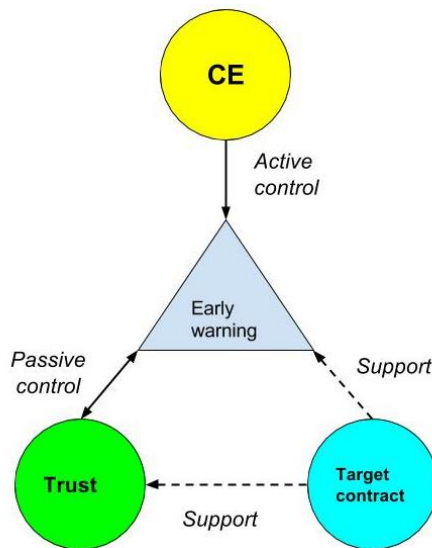 CE
Active
control
Early
warning
Passive
control
Support
Trust
Target
contract
Support